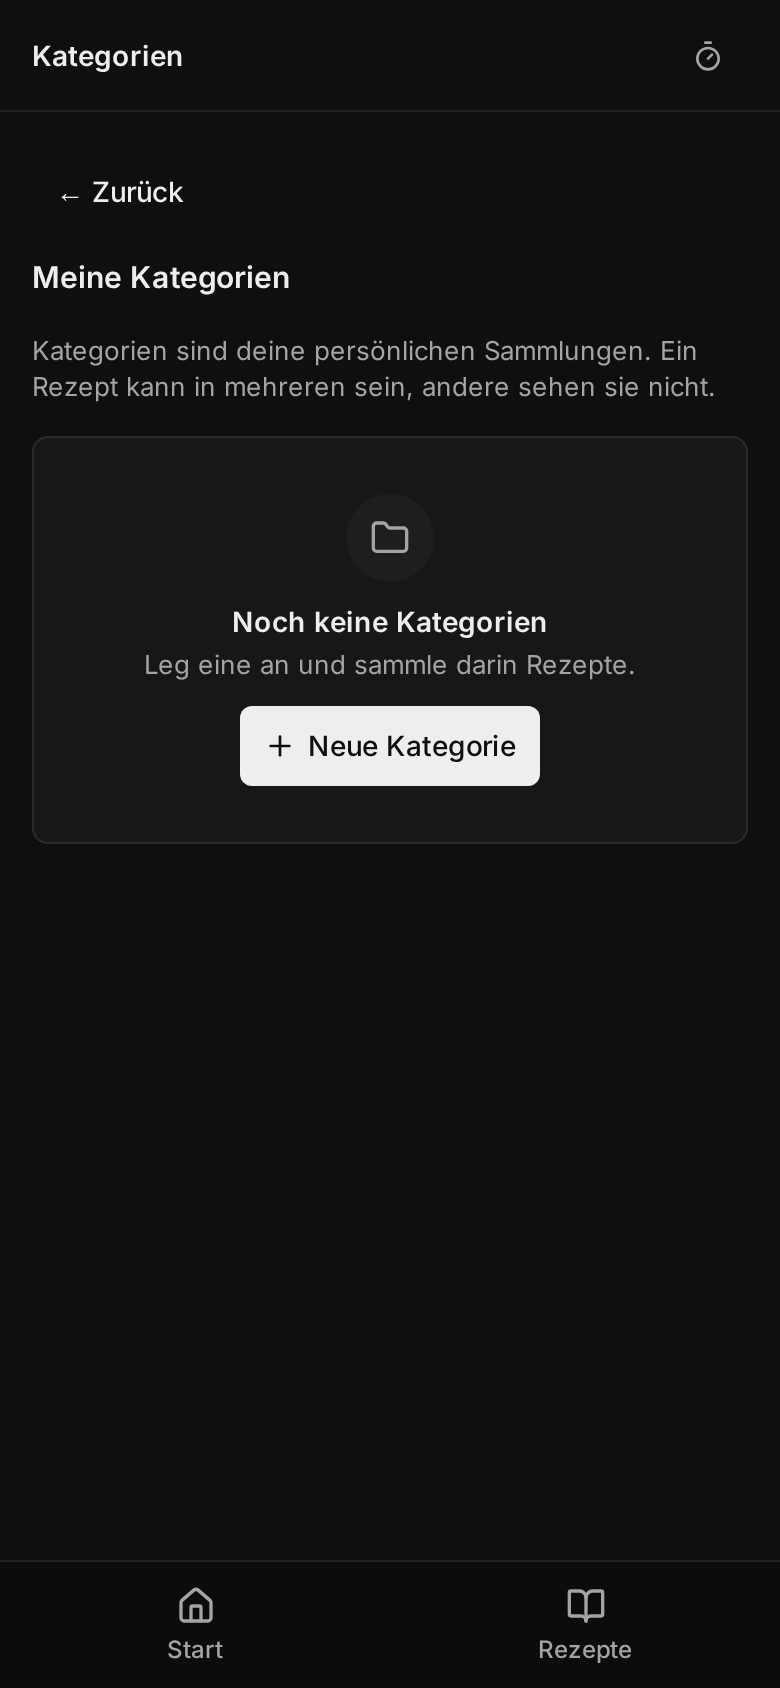 Kategorien
← Zurück
Meine Kategorien
Kategorien sind deine persönlichen Sammlungen. Ein
Rezept kann in mehreren sein, andere sehen sie nicht.
Noch keine Kategorien
Leg eine an und sammle darin Rezepte.
+ Neue Kategorie
Start
Rezepte